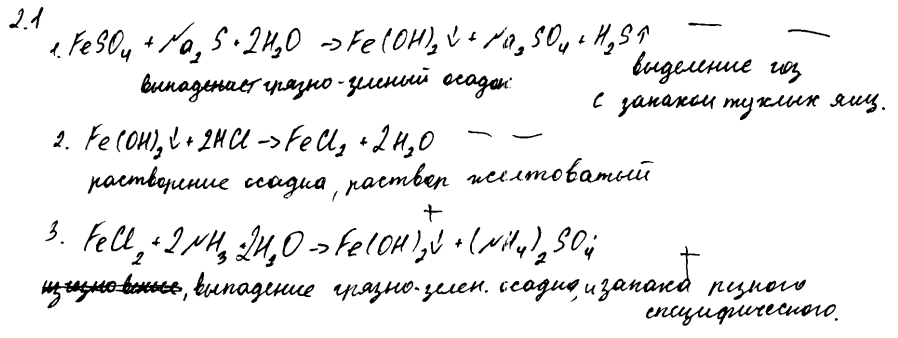 2.1
1. FeSO₄ + Na₂S + 2H₂O → Fe(OH)₂↓ + Na₂SO₄ + H₂S↑ — —
выпадает грязно-зеленый осадок
выделение газ
с запахом тухлых яиц.
2. Fe(OH)₂↓ + 2HCl → FeCl₂ + 2H₂O — —
растворение осадка, раствор желтоватый
+
3. FeCl₂ + 2NH₃·2H₂O → Fe(OH)₂↓ + (NH₄)₂SO₄
+
, выпадение грязно-зелен. осадка, и запаха резкого
специфического.